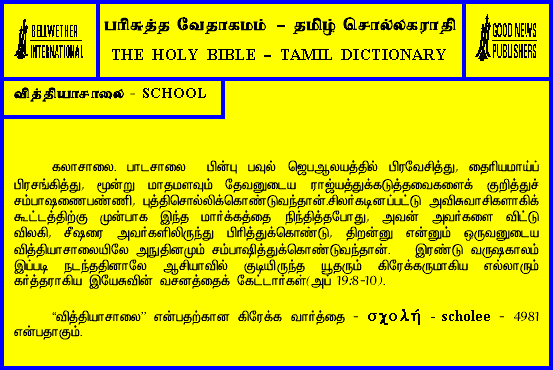 BELLWETHER
INTERNATIONAL
பரிசுத்த வேதாகமம் - தமிழ் சொல்லகராதி
THE HOLY BIBLE - TAMIL DICTIONARY
GOOD NEWS
PUBLISHERS
வித்தியாசாலை - SCHOOL
கலாசாலை. பாடசாலை பின்பு பவுல் ஜெபஆலயத்தில் பிரவேசித்து, தைரியமாய்ப்
பிரசங்கித்து, மூன்று மாதமளவும் தேவனுடைய ராஜ்யத்துக்கடுத்தவைகளைக் குறித்துச்
சம்பாஷணைபண்ணி, புத்திசொல்லிக்கொண்டுவந்தான்.சிலர்கடினப்பட்டு அவிசுவாசிகளாகிக்
கூட்டத்திற்கு முன்பாக இந்த மார்க்கத்தை நிந்தித்தபோது, அவன் அவர்களை விட்டு
விலகி, சீஷரை அவர்களிலிருந்து பிரித்துக்கொண்டு, திறன்னு என்னும் ஒருவனுடைய
வித்தியாசாலையிலே அநுதினமும் சம்பாஷித்துக்கொண்டுவந்தான். இரண்டு வருஷகாலம்
இப்படி நடந்ததினாலே ஆசியாவில் குடியிருந்த யூதரும் கிரேக்கருமாகிய எல்லாரும்
கர்த்தராகிய இயேசுவின் வசனத்தைக் கேட்டார்கள்(அப் 19:8-10).
“வித்தியாசாலை” என்பதற்கான கிரேக்க வார்த்தை - σχολή - scholee - 4981
என்பதாகும்.